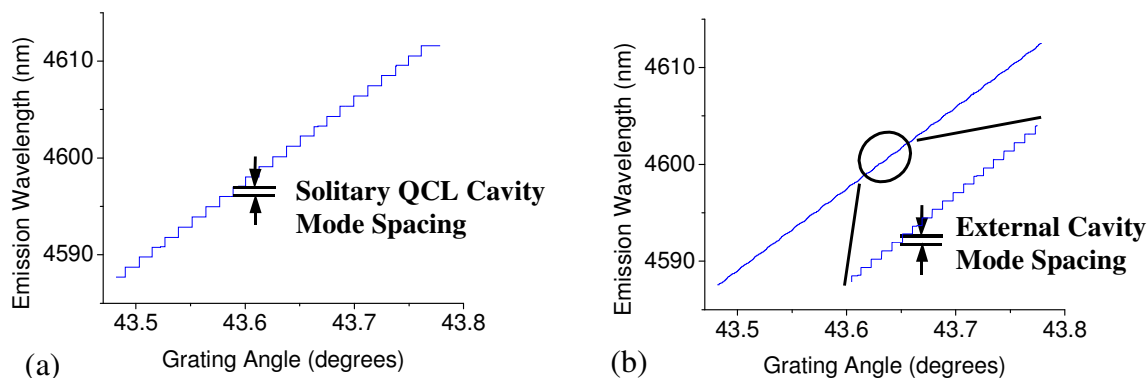 Emission Wavelength (nm)
4610
4600
4590
Solitary QCL Cavity
Mode Spacing
43.5 43.6 43.7 43.8
Grating Angle (degrees)
(a)
Emission Wavelength (nm)
4610
4600
4590
External Cavity
Mode Spacing
43.5 43.6 43.7 43.8
Grating Angle (degrees)
(b)